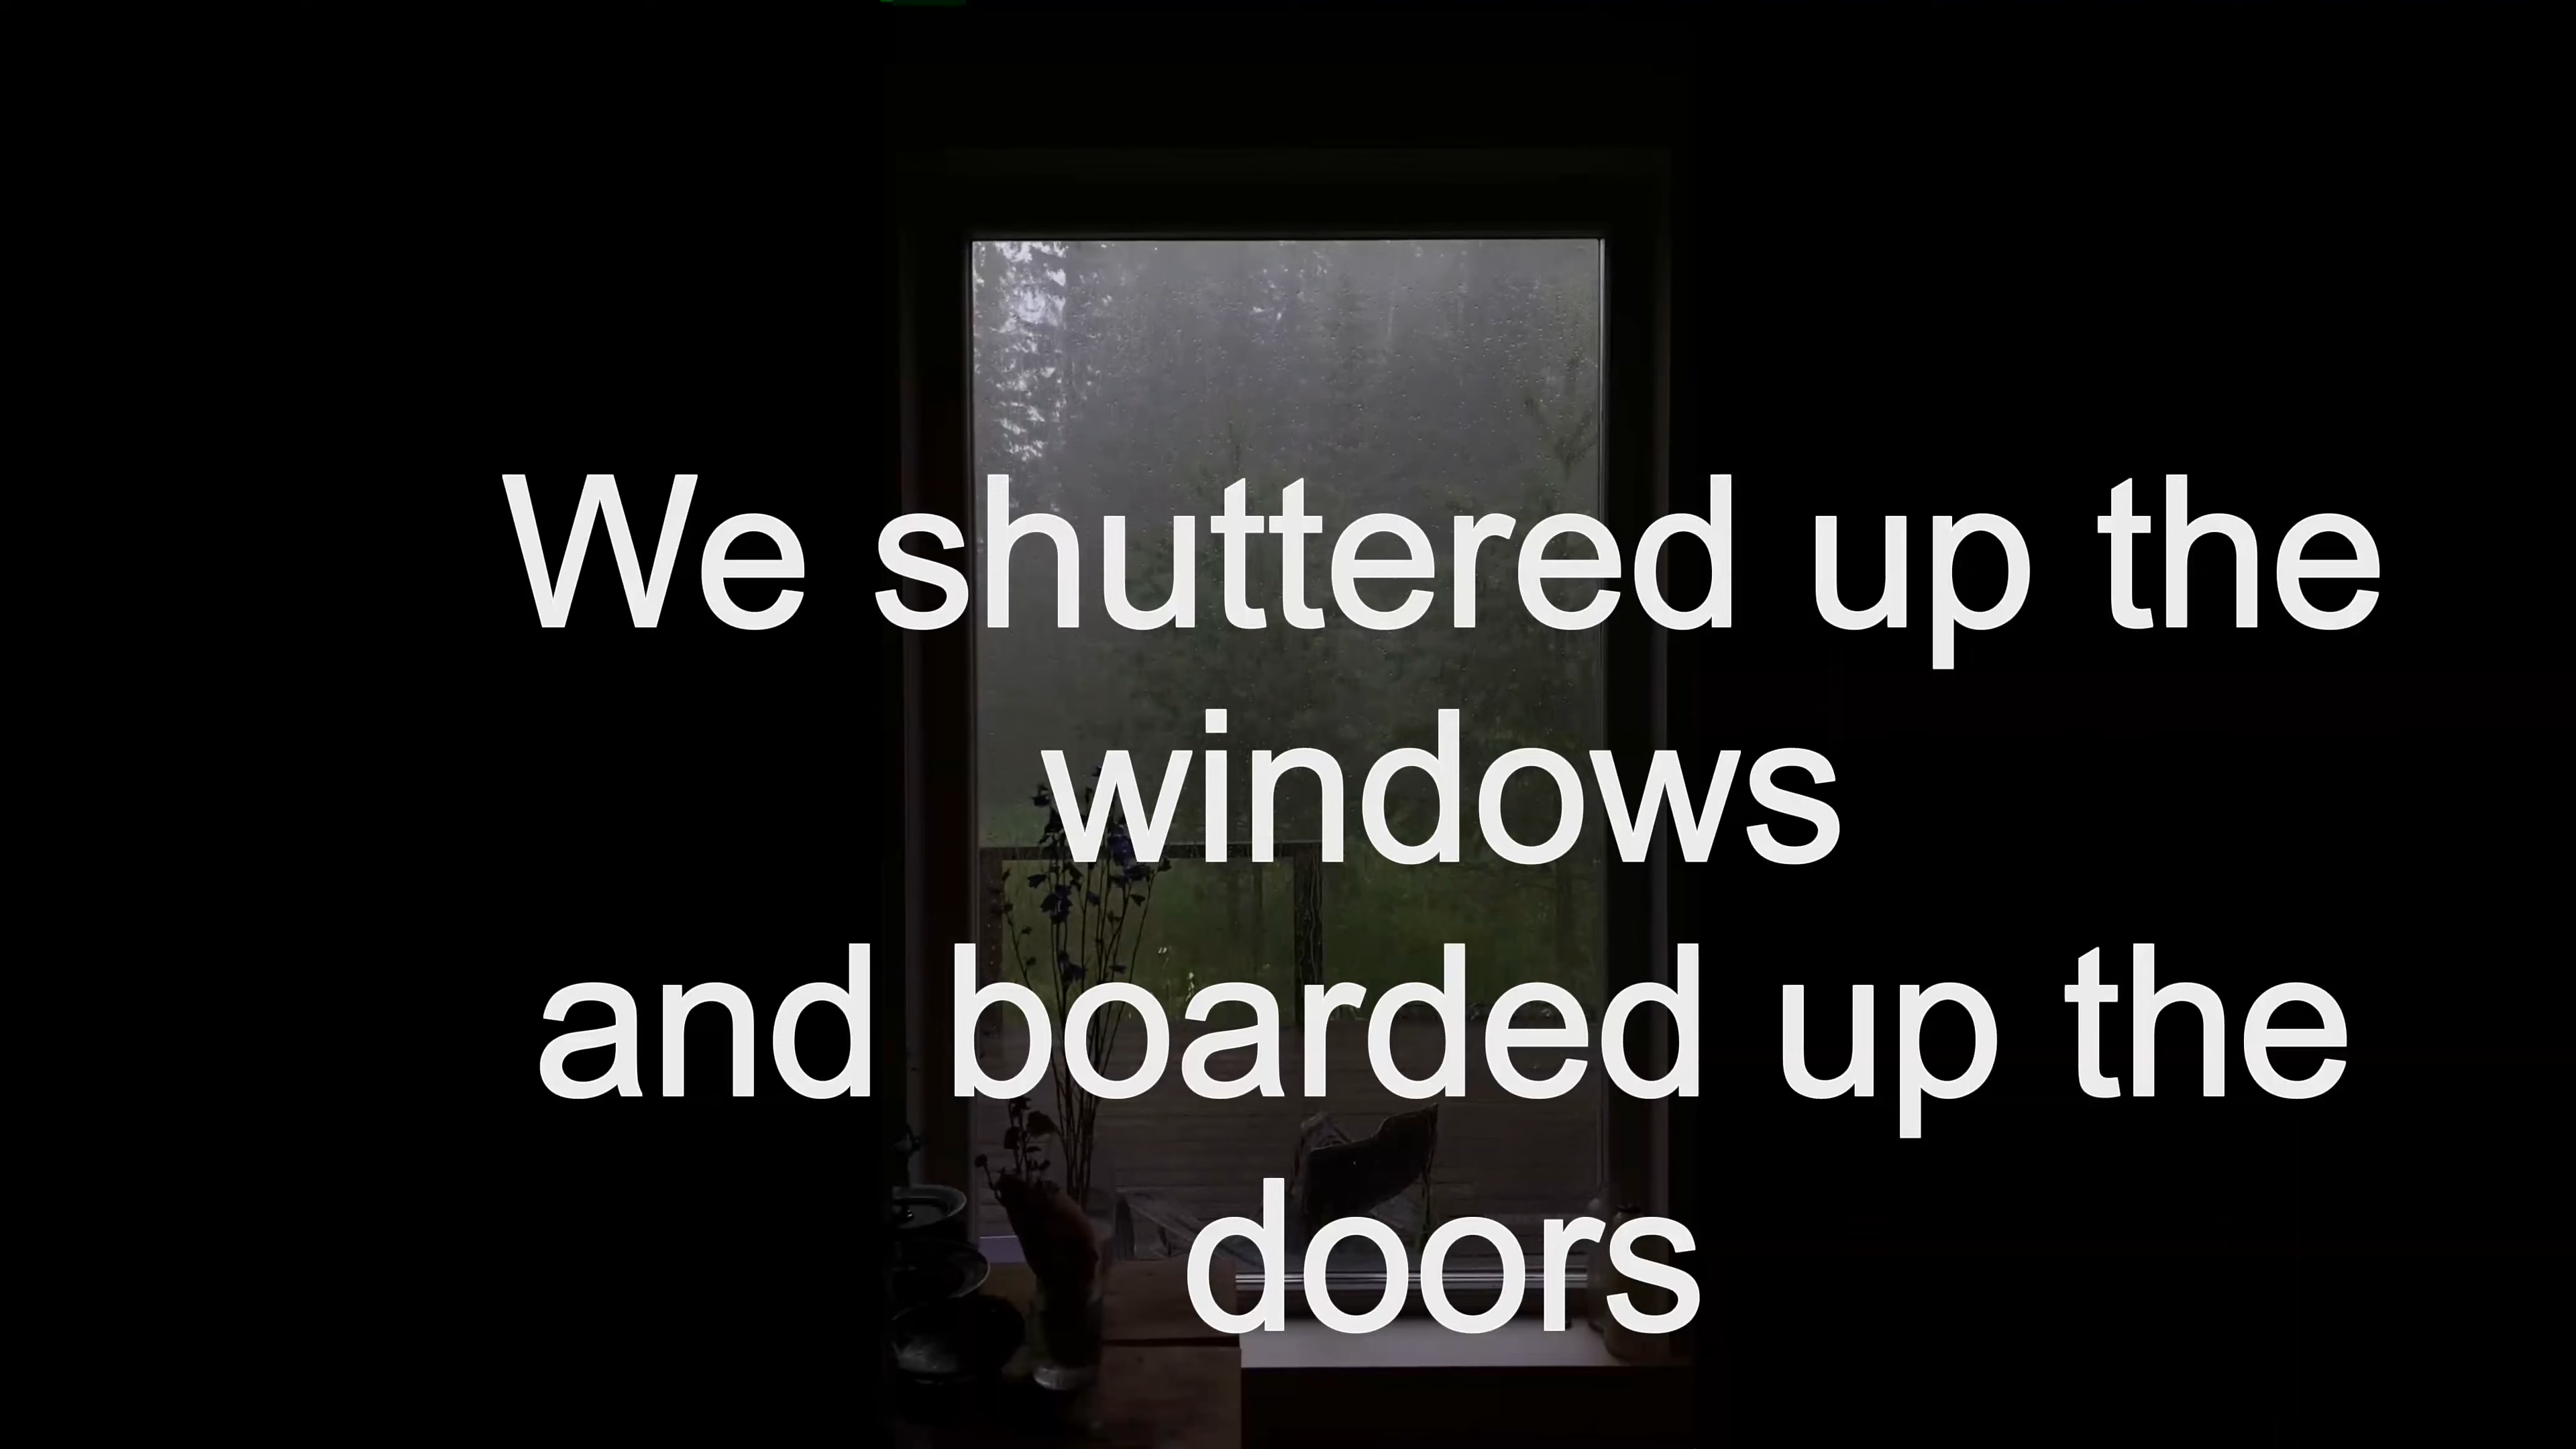 We shuttered up the
windows
and boarded up the
doors